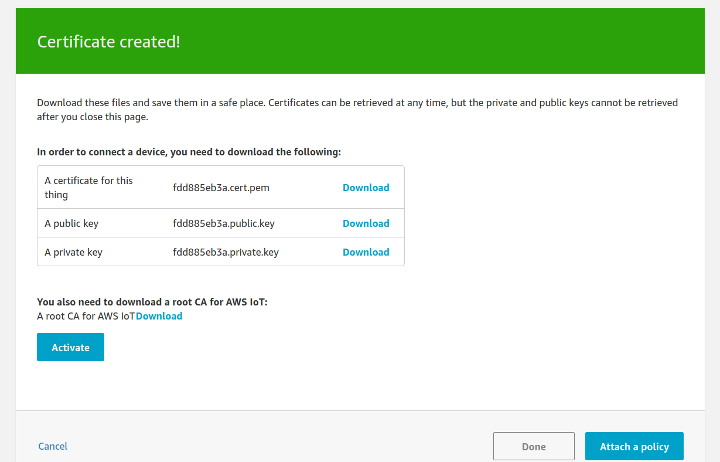 Certificate created!
Download these files and save them in a safe place. Certificates can be retrieved at any time, but the private and public keys cannot be retrieved
after you close this page.
In order to connect a device, you need to download the following:
A certificate for this
thing
fdd885eb3a.cert.pem
Download
A public key
fdd885eb3a.public.key
Download
A private key
fdd885eb3a.private.key
Download
You also need to download a root CA for AWS IoT:
A root CA for AWS IoTDownload
Activate
Cancel
Done
Attach a policy